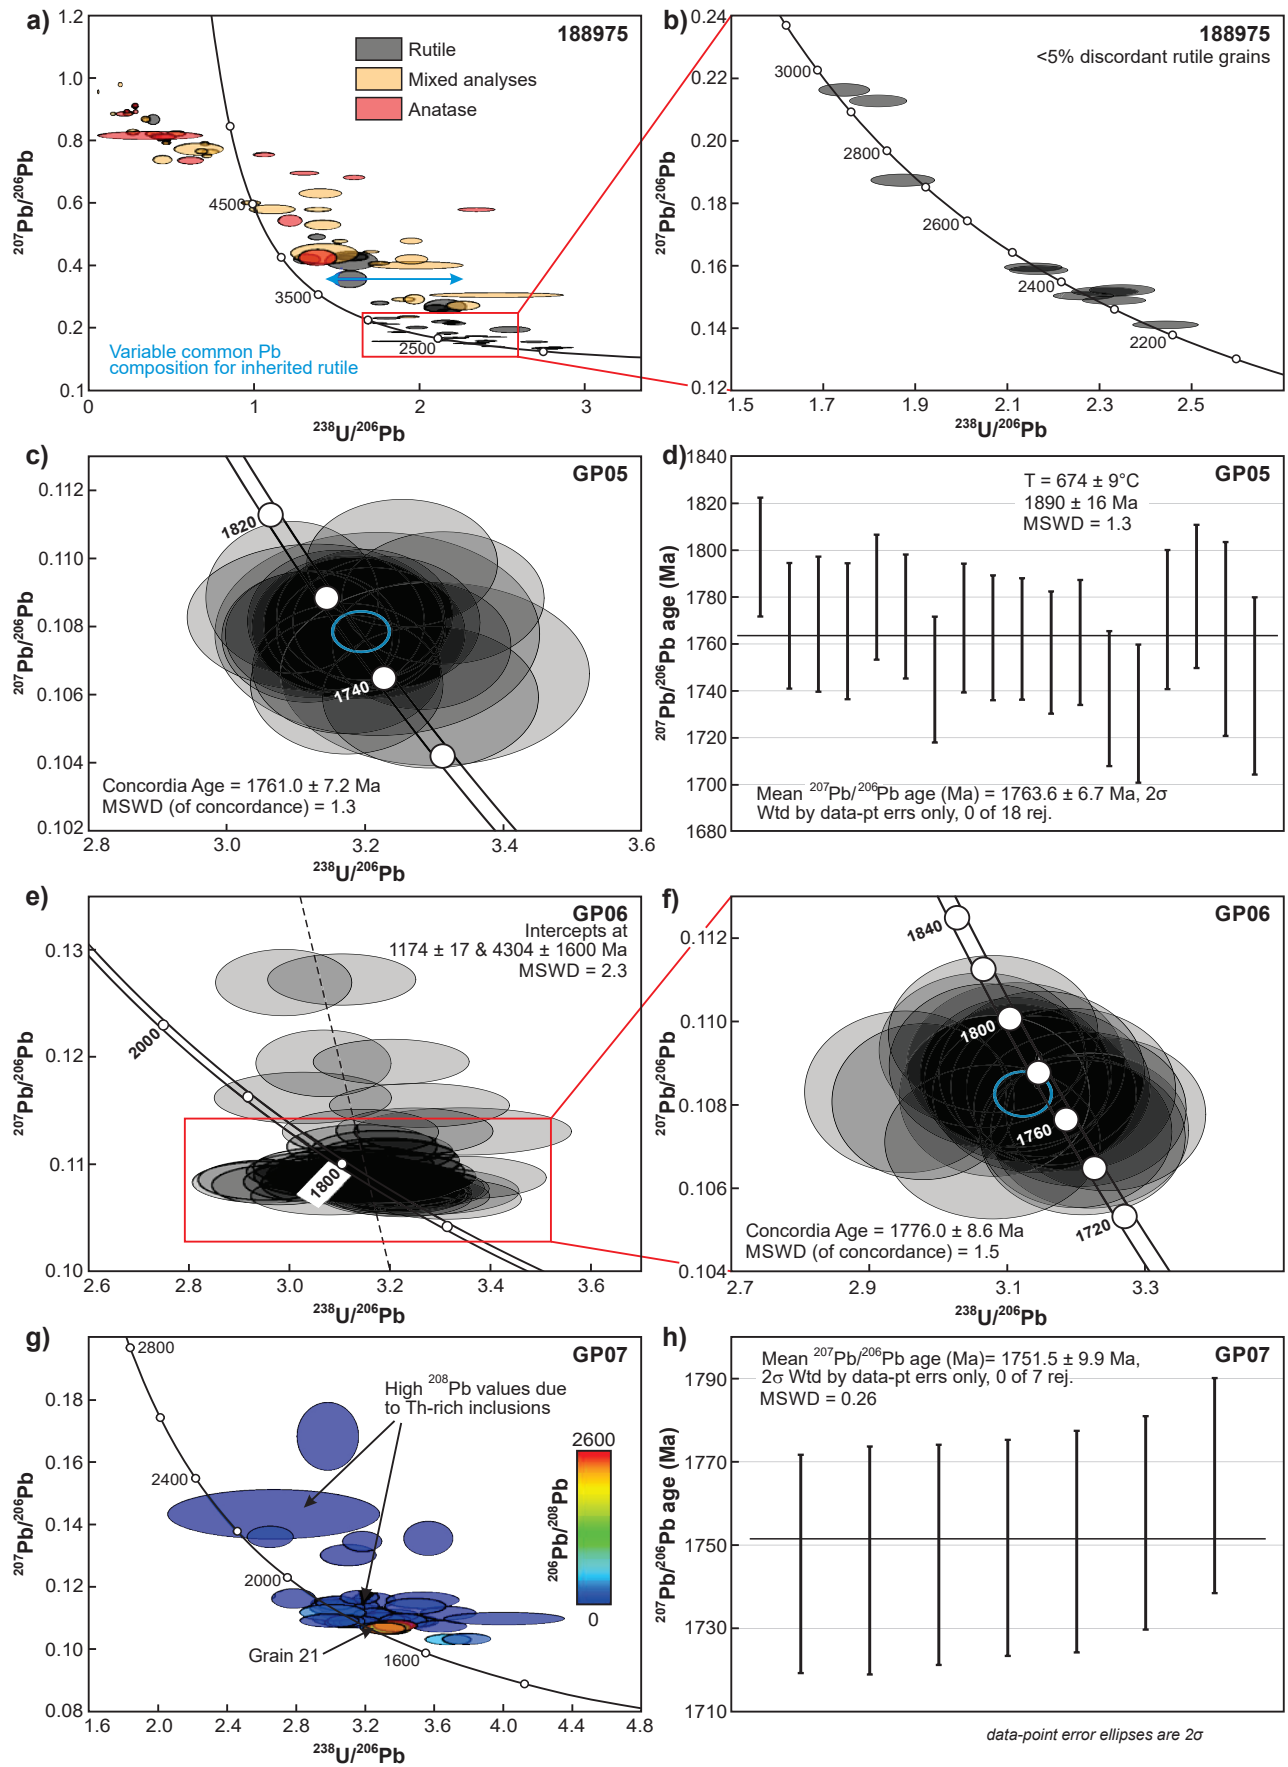 a)
188975
Rutile
Mixed analyses
Anatase
1.2
1.0
0.8
0.6
0.4
0.2
0.1
4500
3500
2500
Variable common Pb
composition for inherited rutile
0 1 2 3
238U/206Pb
207Pb/206Pb
b)
188975
<5% discordant rutile grains
0.24
0.22
0.20
0.18
0.16
0.14
0.12
3000
2800
2600
2400
2200
1.5 1.7 1.9 2.1 2.3 2.5
238U/206Pb
207Pb/206Pb
c)
GP05
0.112
0.110
0.108
0.106
0.104
0.102
1820
1740
Concordia Age = 1761.0 ± 7.2 Ma
MSWD (of concordance) = 1.3
2.8 3.0 3.2 3.4 3.6
238U/206Pb
207Pb/206Pb
d)
GP05
T = 674 ± 9°C
1890 ± 16 Ma
MSWD = 1.3
1840
1820
1800
1780
1760
1740
1720
1700
1680
Mean 207Pb/206Pb age (Ma) = 1763.6 ± 6.7 Ma, 2σ
Wtd by data-pt errs only, 0 of 18 rej.
207Pb/206Pb age (Ma)
e)
GP06
Intercepts at
1174 ± 17 & 4304 ± 1600 Ma
MSWD = 2.3
0.13
0.12
0.11
0.10
2000
1800
2.6 2.8 3.0 3.2 3.4 3.6
238U/206Pb
207Pb/206Pb
f)
GP06
0.112
0.110
0.108
0.106
0.104
1840
1800
1760
1720
Concordia Age = 1776.0 ± 8.6 Ma
MSWD (of concordance) = 1.5
2.7 2.9 3.1 3.3
238U/206Pb
207Pb/206Pb
g)
GP07
2800
High 208Pb values due
to Th-rich inclusions
0.18
0.16
0.14
0.12
0.10
0.08
2400
2000
1600
2600
0
206Pb/208Pb
Grain 21
1.6 2.0 2.4 2.8 3.2 3.6 4.0 4.4 4.8
238U/206Pb
207Pb/206Pb
h)
GP07
Mean 207Pb/206Pb age (Ma)= 1751.5 ± 9.9 Ma,
2σ Wtd by data-pt errs only, 0 of 7 rej.
MSWD = 0.26
1790
1770
1750
1730
1710
207Pb/206Pb age (Ma)
data-point error ellipses are 2σ